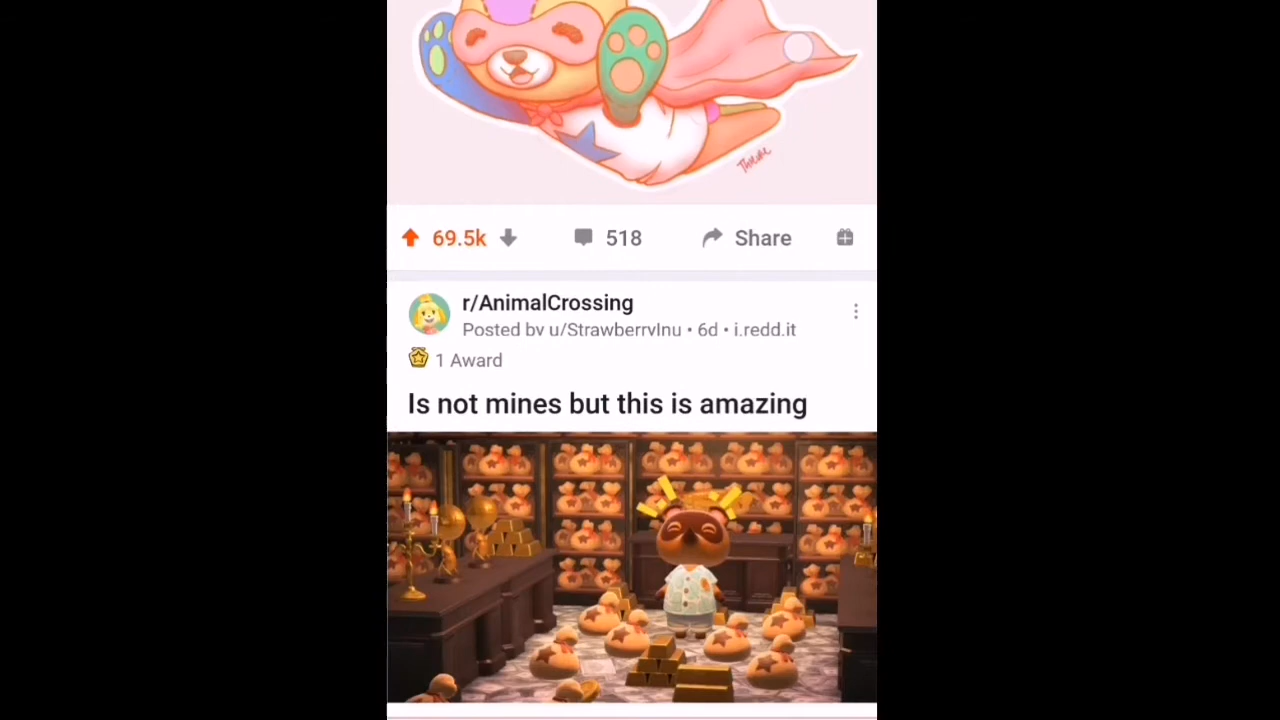 Thene
69.5k
518
Share
r/AnimalCrossing
Posted by u/StrawberryInu • 6d • i.redd.it
1 Award
Is not mines but this is amazing